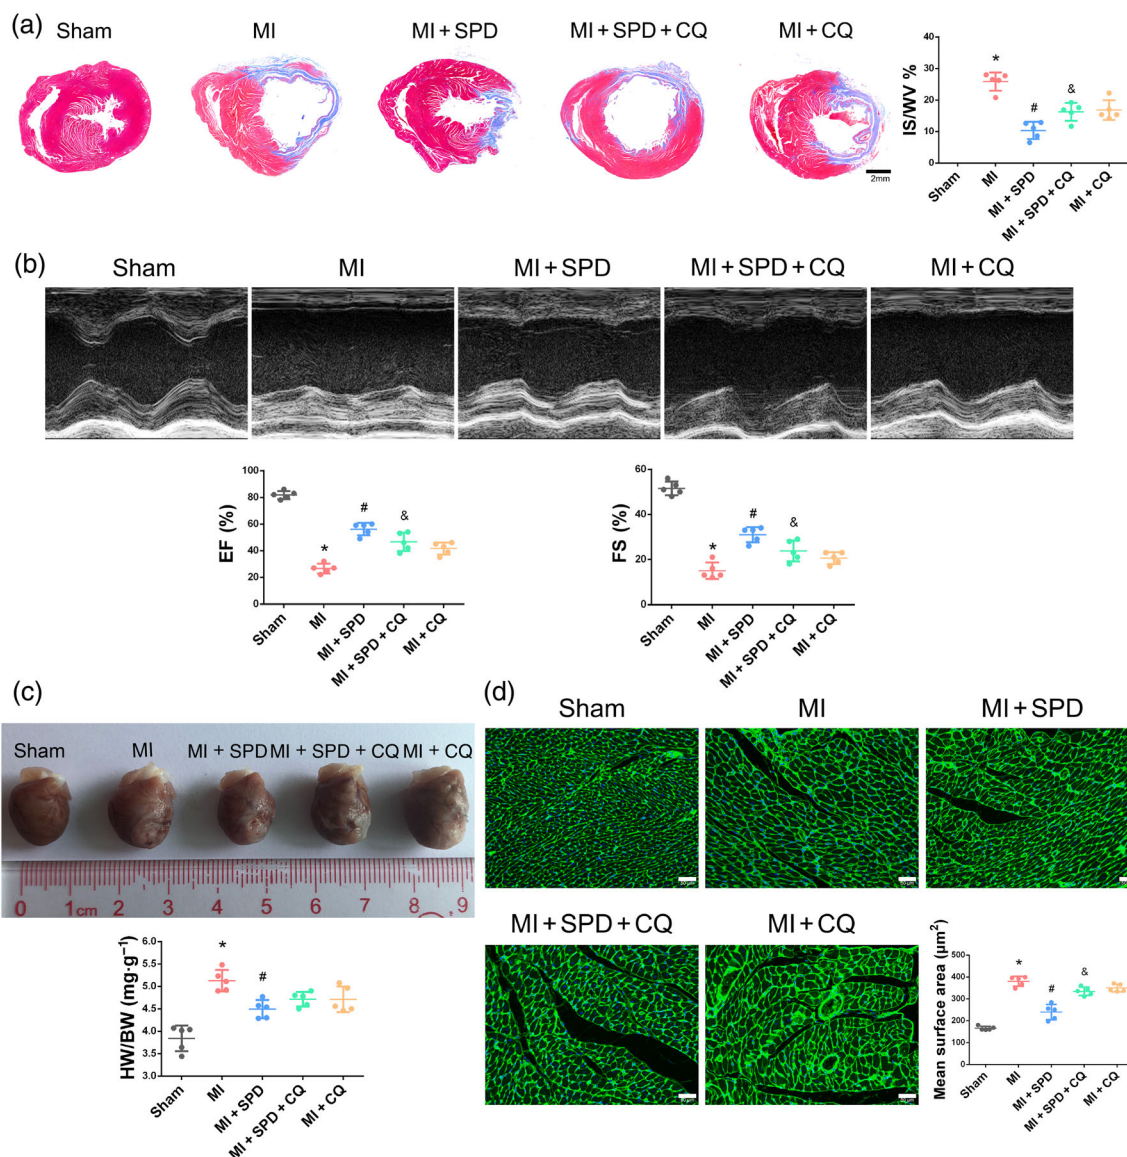 (a)
Sham
MI
MI + SPD
MI + SPD + CQ
MI + CQ
2mm
IS/WV %
40
30
20
10
0
*
#
&
Sham
MI
MI + SPD
MI + SPD + CQ
MI + CQ
(b)
Sham
MI
MI + SPD
MI + SPD + CQ
MI + CQ
EF (%)
100
80
60
40
20
0
*
#
&
Sham
MI
MI + SPD
MI + SPD + CQ
MI + CQ
FS (%)
60
40
20
0
*
#
&
Sham
MI
MI + SPD
MI + SPD + CQ
MI + CQ
(c)
Sham
MI
MI + SPD
MI + SPD + CQ
MI + CQ
0 1cm 2 3 4 5 6 7 8 9
HW/BW (mg·g⁻¹)
6.0
5.5
5.0
4.5
4.0
3.5
3.0
*
#
Sham
MI
MI + SPD
MI + SPD + CQ
MI + CQ
(d)
Sham
MI
MI + SPD
MI + SPD + CQ
MI + CQ
Mean surface area (μm²)
500
400
300
200
100
0
*
#
&
Sham
MI
MI + SPD
MI + SPD + CQ
MI + CQ